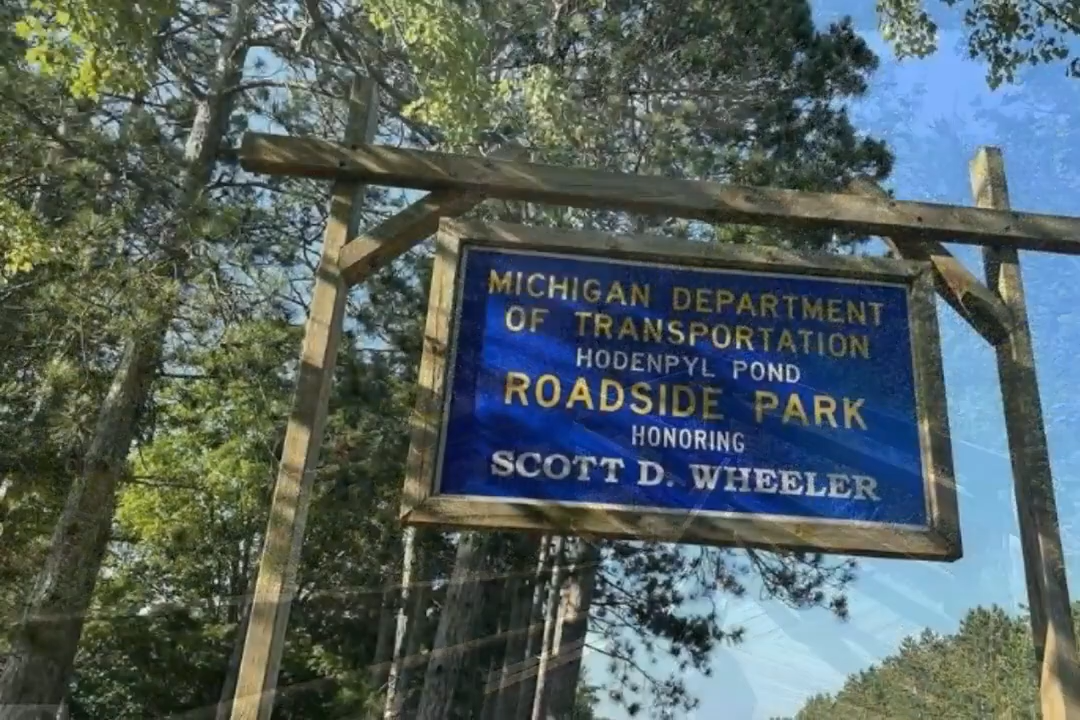 MICHIGAN DEPARTMENT
OF TRANSPORTATION
HODENPYL POND
ROADSIDE PARK
HONORING
SCOTT D. WHEELER